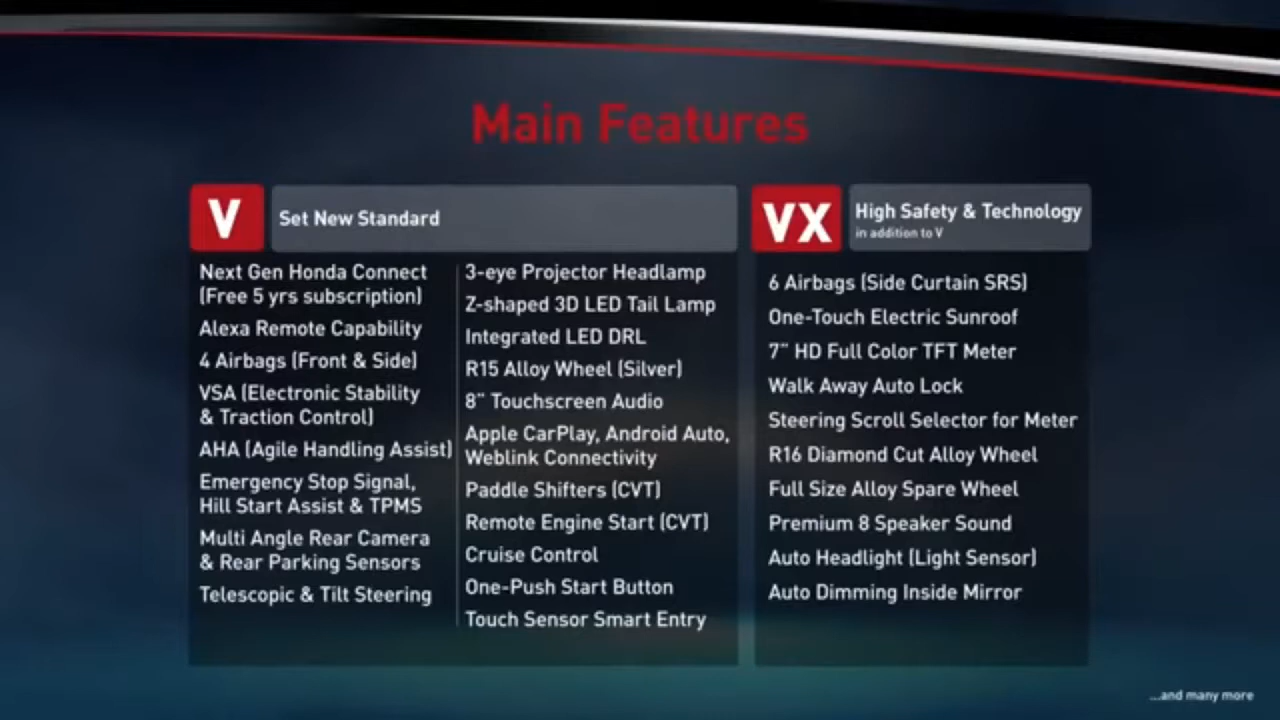 Main Features
V
Set New Standard
Next Gen Honda Connect
(Free 5 yrs subscription)
Alexa Remote Capability
4 Airbags (Front & Side)
VSA (Electronic Stability
& Traction Control)
AHA (Agile Handling Assist)
Emergency Stop Signal,
Hill Start Assist & TPMS
Multi Angle Rear Camera
& Rear Parking Sensors
Telescopic & Tilt Steering
3-eye Projector Headlamp
Z-shaped 3D LED Tail Lamp
Integrated LED DRL
R15 Alloy Wheel (Silver)
8" Touchscreen Audio
Apple CarPlay, Android Auto,
Weblink Connectivity
Paddle Shifters (CVT)
Remote Engine Start (CVT)
Cruise Control
One-Push Start Button
Touch Sensor Smart Entry
VX
High Safety & Technology
in addition to V
6 Airbags (Side Curtain SRS)
One-Touch Electric Sunroof
7" HD Full Color TFT Meter
Walk Away Auto Lock
Steering Scroll Selector for Meter
R16 Diamond Cut Alloy Wheel
Full Size Alloy Spare Wheel
Premium 8 Speaker Sound
Auto Headlight (Light Sensor)
Auto Dimming Inside Mirror
...and many more